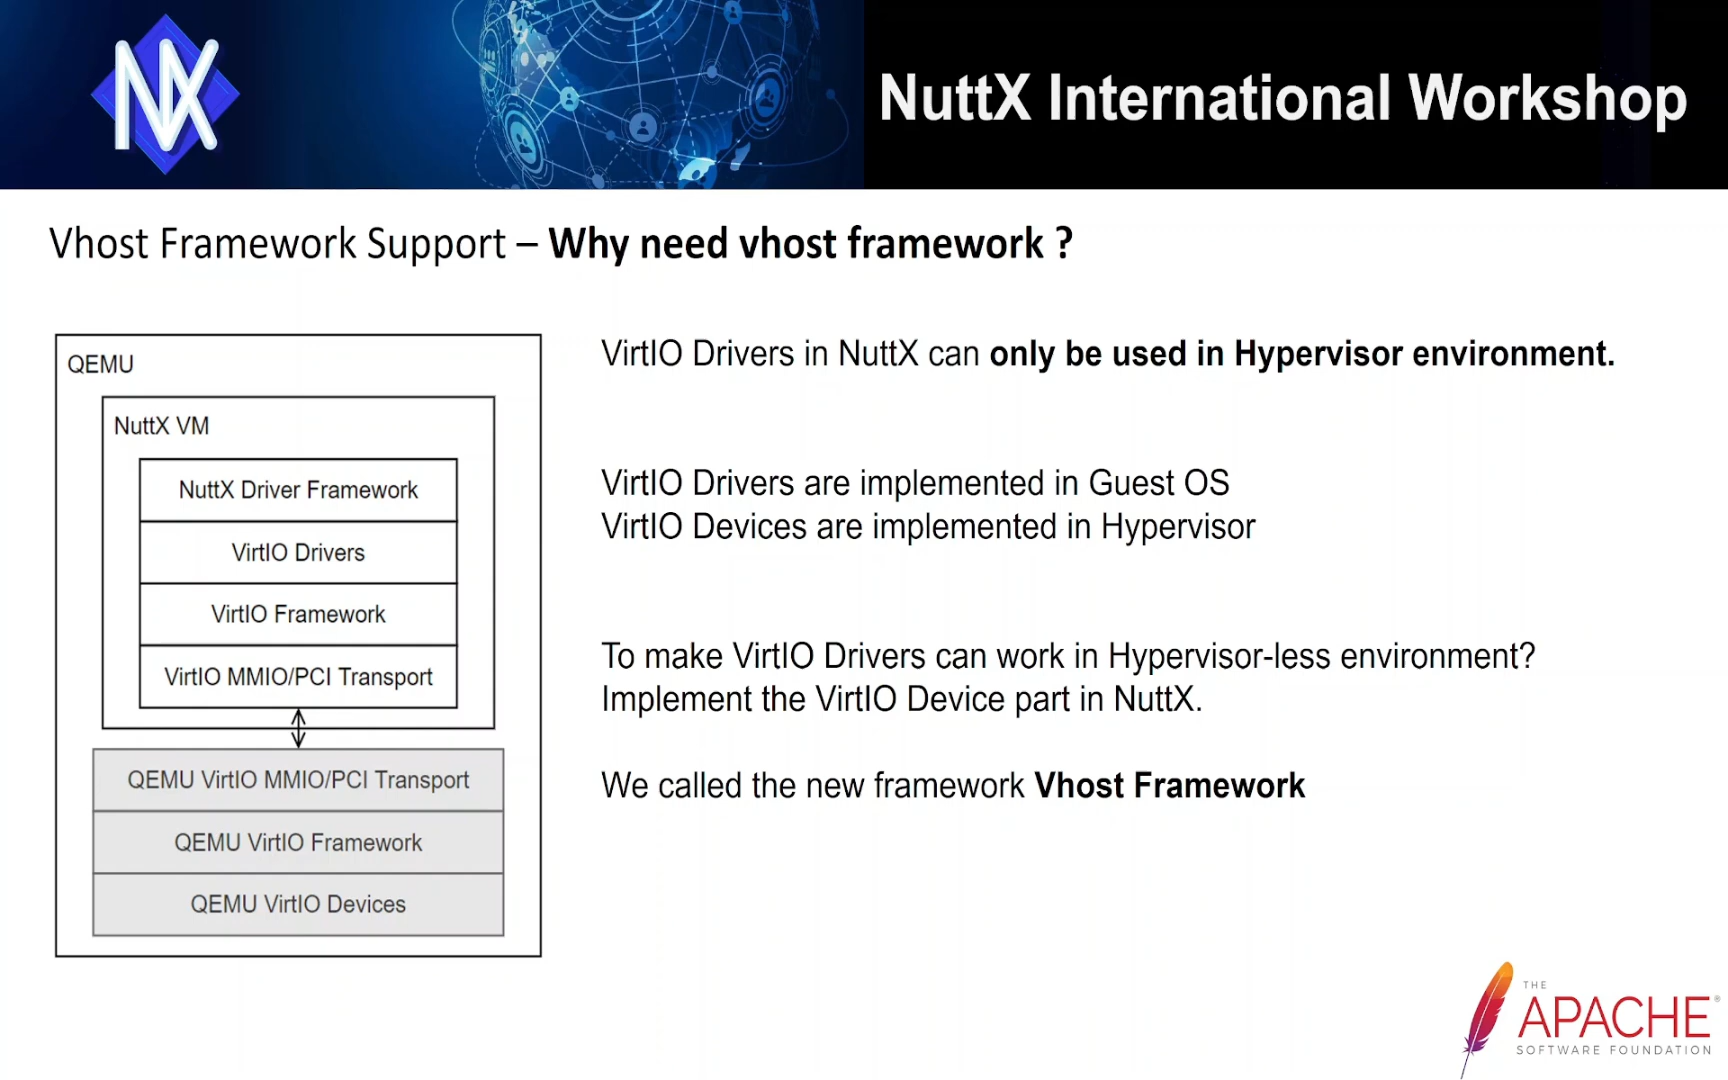 NX
NuttX International Workshop
Vhost Framework Support – Why need vhost framework ?
QEMU
NuttX VM
NuttX Driver Framework
VirtIO Drivers
VirtIO Framework
VirtIO MMIO/PCI Transport
QEMU VirtIO MMIO/PCI Transport
QEMU VirtIO Framework
QEMU VirtIO Devices
VirtIO Drivers in NuttX can only be used in Hypervisor environment.
VirtIO Drivers are implemented in Guest OS
VirtIO Devices are implemented in Hypervisor
To make VirtIO Drivers can work in Hypervisor-less environment?
Implement the VirtIO Device part in NuttX.
We called the new framework Vhost Framework
THE
APACHE®
SOFTWARE FOUNDATION